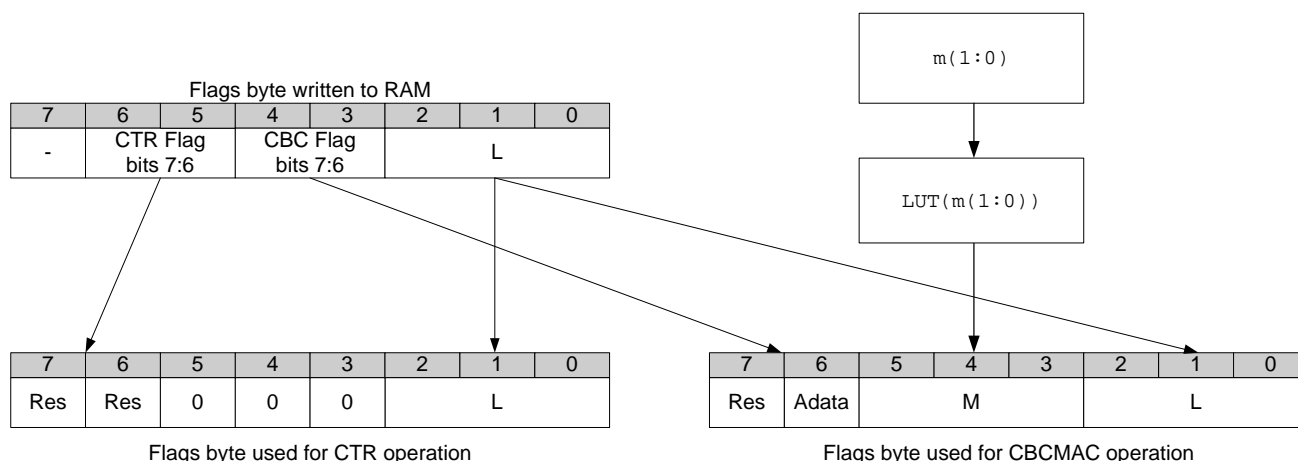 m(1:0)
Flags byte written to RAM
7 6 5 4 3 2 1 0
- CTR Flag bits 7:6 CBC Flag bits 7:6 L
LUT(m(1:0))
7 6 5 4 3 2 1 0
Res Res 0 0 0 L
Flags byte used for CTR operation
7 6 5 4 3 2 1 0
Res Adata M L
Flags byte used for CBCMAC operation